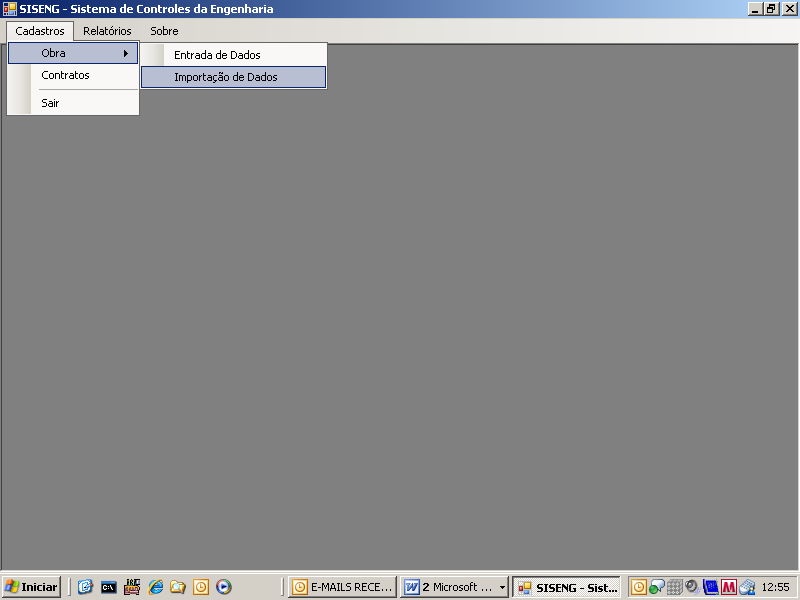 SISENG - Sistema de Controles da Engenharia
Cadastros Relatórios Sobre
Obra
Entrada de Dados
Importação de Dados
Contratos
Sair
Iniciar
E-MAILS RECE...
2 Microsoft ...
SISENG - Sist...
12:55